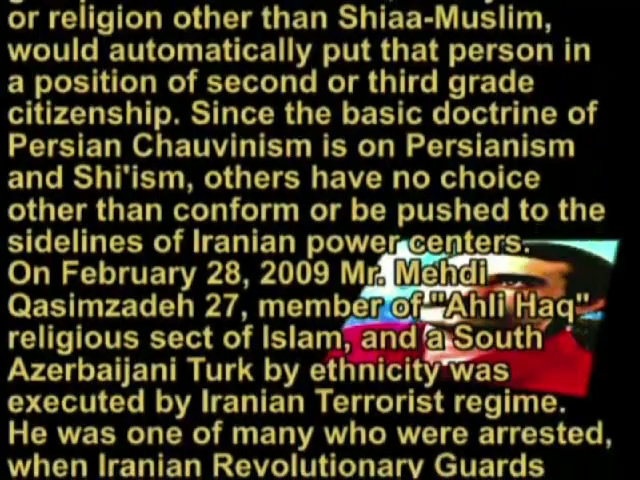 or religion other than Shiaa-Muslim,
would automatically put that person in
a position of second or third grade
citizenship. Since the basic doctrine of
Persian Chauvinism is on Persianism
and Shi'ism, others have no choice
other than conform or be pushed to the
sidelines of Iranian power centers.
On February 28, 2009 Mr. Mehdi
Qasimzadeh 27, member of "Ahli Haq"
religious sect of Islam, and a South
Azerbaijani Turk by ethnicity was
executed by Iranian Terrorist regime.
He was one of many who were arrested,
when Iranian Revolutionary Guards